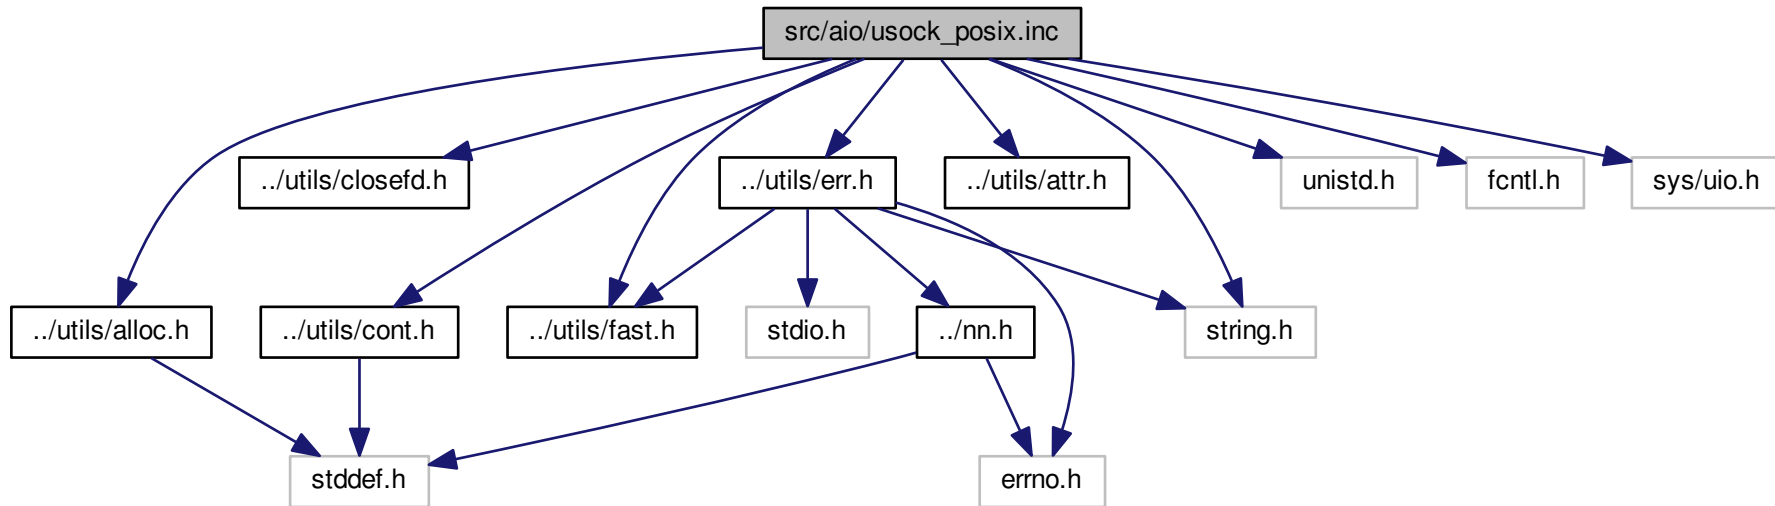 src/aio/usock_posix.inc
../utils/closefd.h
../utils/err.h
../utils/attr.h
unistd.h
fcntl.h
sys/uio.h
../utils/alloc.h
../utils/cont.h
../utils/fast.h
stdio.h
../nn.h
string.h
stddef.h
errno.h